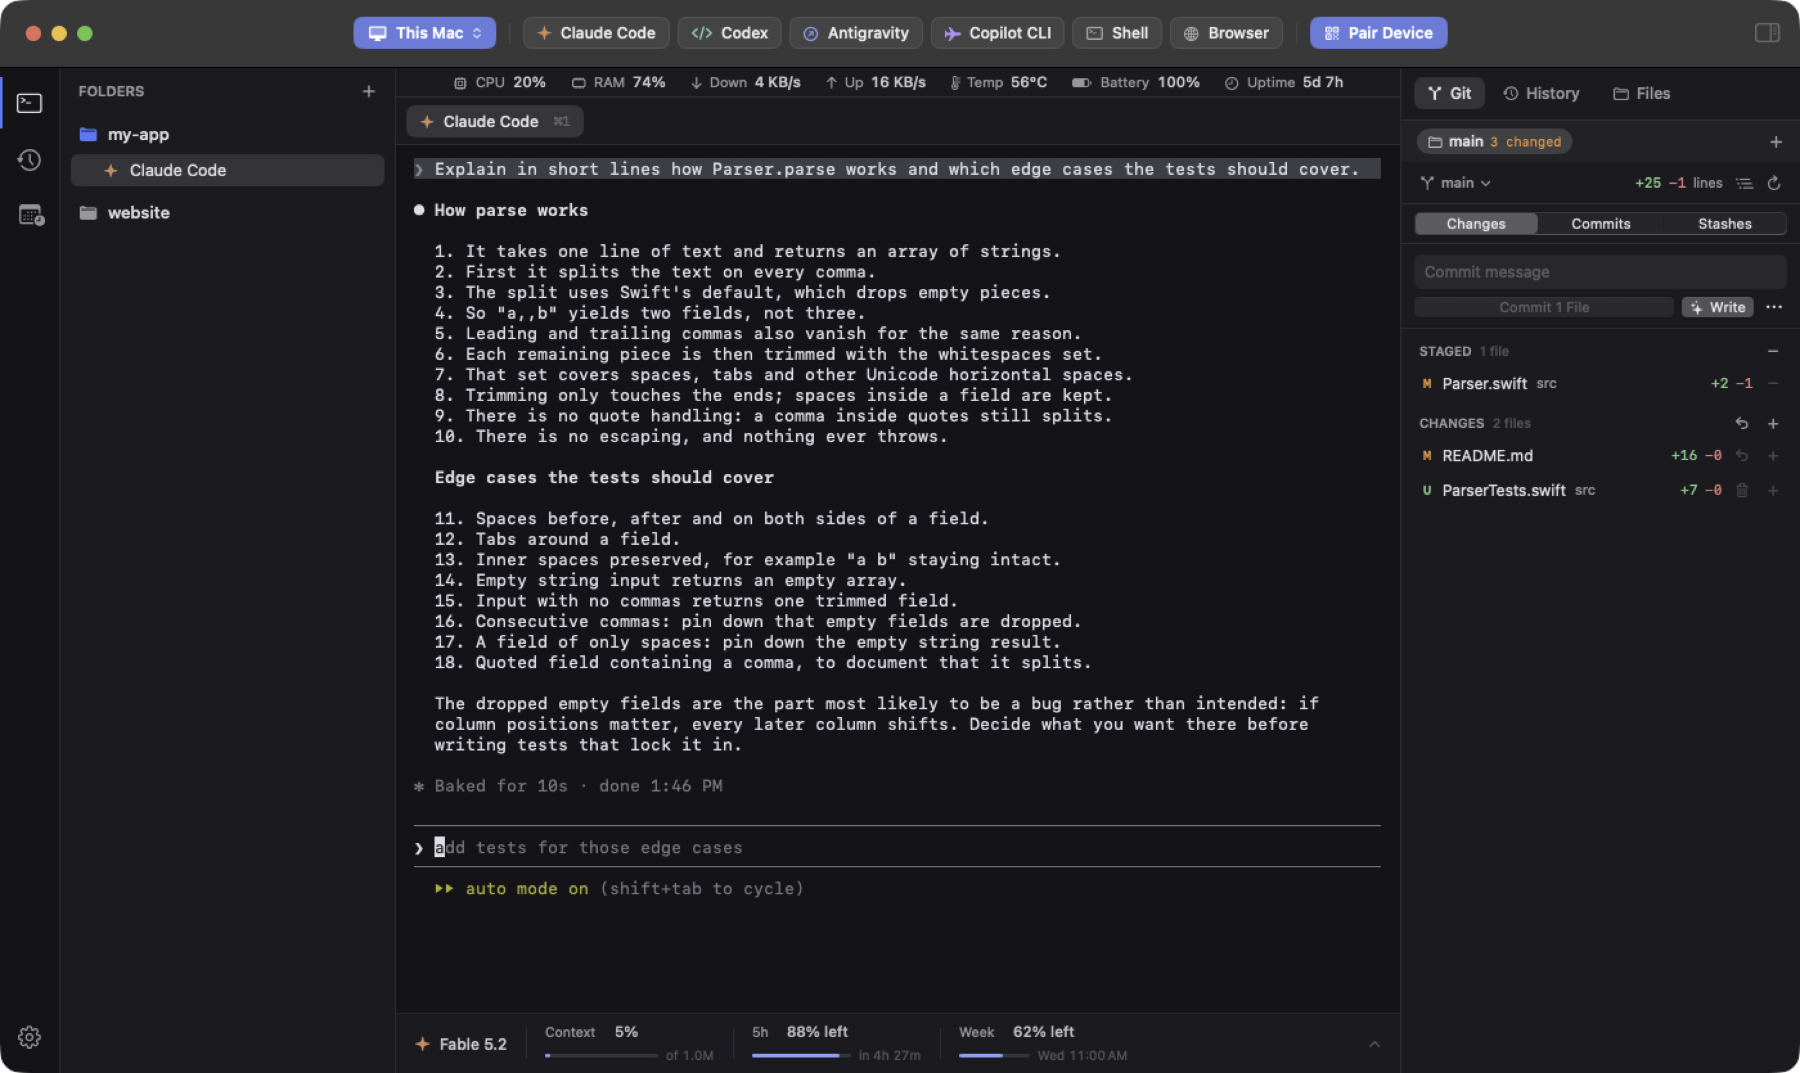 This Mac
Claude Code
Codex
Antigravity
Copilot CLI
Shell
Browser
Pair Device
FOLDERS
my-app
Claude Code
website
CPU 20%
RAM 74%
Down 4 KB/s
Up 16 KB/s
Temp 56°C
Battery 100%
Uptime 5d 7h
Claude Code ⌘1
❯ Explain in short lines how Parser.parse works and which edge cases the tests should cover.
● How parse works
1. It takes one line of text and returns an array of strings.
2. First it splits the text on every comma.
3. The split uses Swift's default, which drops empty pieces.
4. So "a,,b" yields two fields, not three.
5. Leading and trailing commas also vanish for the same reason.
6. Each remaining piece is then trimmed with the whitespaces set.
7. That set covers spaces, tabs and other Unicode horizontal spaces.
8. Trimming only touches the ends; spaces inside a field are kept.
9. There is no quote handling: a comma inside quotes still splits.
10. There is no escaping, and nothing ever throws.
Edge cases the tests should cover
11. Spaces before, after and on both sides of a field.
12. Tabs around a field.
13. Inner spaces preserved, for example "a b" staying intact.
14. Empty string input returns an empty array.
15. Input with no commas returns one trimmed field.
16. Consecutive commas: pin down that empty fields are dropped.
17. A field of only spaces: pin down the empty string result.
18. Quoted field containing a comma, to document that it splits.
The dropped empty fields are the part most likely to be a bug rather than intended: if
column positions matter, every later column shifts. Decide what you want there before
writing tests that lock it in.
✻ Baked for 10s · done 1:46 PM
❯ add tests for those edge cases
⏵⏵ auto mode on (shift+tab to cycle)
Fable 5.2
Context 5%
of 1.0M
5h 88% left
in 4h 27m
Week 62% left
Wed 11:00 AM
Git
History
Files
main 3 changed
main
+25 −1 lines
Changes
Commits
Stashes
Commit message
Commit 1 File
Write
STAGED 1 file
M Parser.swift src +2 −1
CHANGES 2 files
M README.md +16 −0
U ParserTests.swift src +7 −0